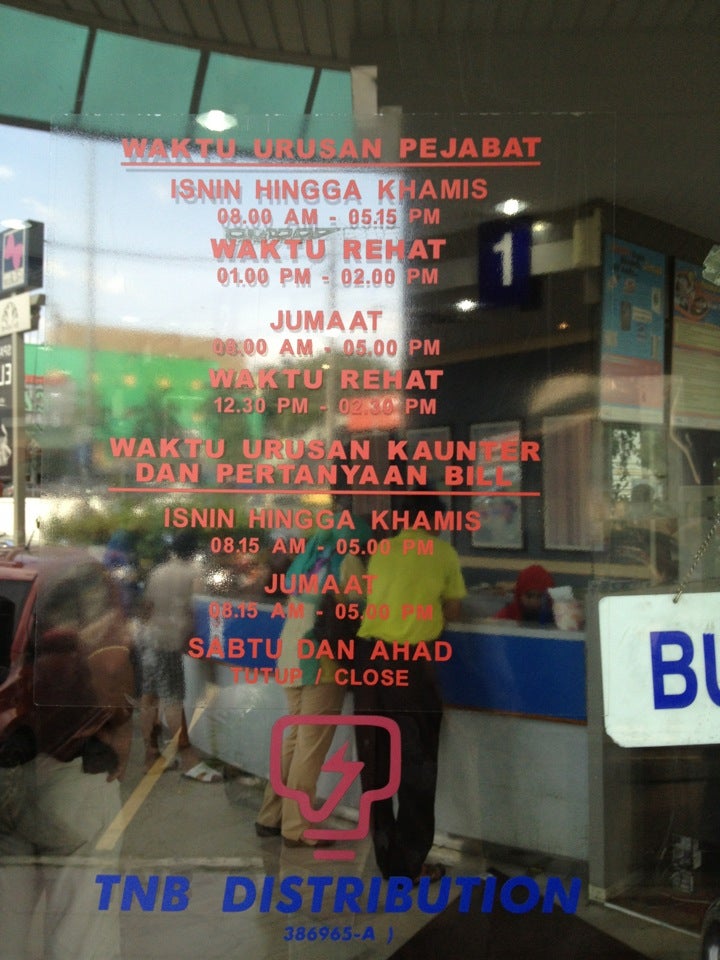 WAKTU URUSAN PEJABAT
ISNIN HINGGA KHAMIS
08.00 AM - 05.15 PM
WAKTU REHAT
01.00 PM - 02.00 PM
1
JUMAAT
08.00 AM - 05.00 PM
WAKTU REHAT
12.30 PM - 02.30 PM
WAKTU URUSAN KAUNTER
DAN PERTANYAAN BILL
ISNIN HINGGA KHAMIS
08.15 AM - 05.00 PM
JUMAAT
08.15 AM - 05.00 PM
SABTU DAN AHAD
TUTUP / CLOSE
BU
TNB DISTRIBUTION
386965-A )